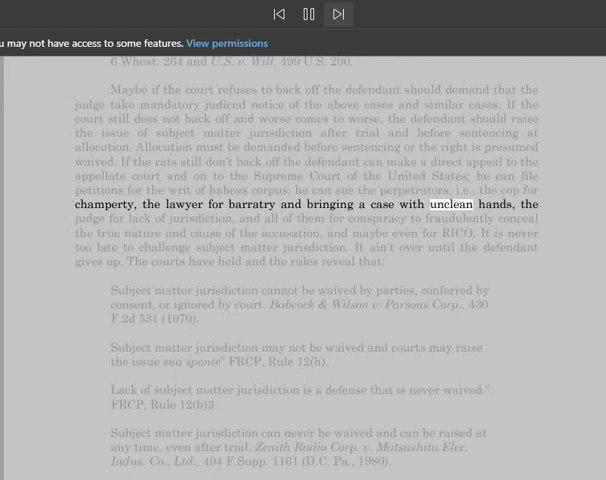 u may not have access to some features. View permissions
6 Wheat. 264 and U.S. v. Will, 499 U.S. 200.
Maybe if the court refuses to back off the defendant should demand that the
judge take mandatory judicial notice of the above cases and similar cases. If the
court still does not back off and worse comes to worse, the defendant should raise
the issue of subject matter jurisdiction after trial and before sentencing at
allocution. Allocution must be demanded before sentencing or the right is presumed
waived. If the rats still don't back off the defendant can make a direct appeal to the
appellate court and on to the Supreme Court of the United States; he can file
petitions for the writ of habeas corpus; he can sue the perpetrators, i.e., the cop for
champerty, the lawyer for barratry and bringing a case with unclean hands, the
judge for lack of jurisdiction, and all of them for conspiracy to fraudulently conceal
the true nature and cause of the accusation, and maybe even for RICO. It is never
too late to challenge subject matter jurisdiction. It ain't over until the defendant
gives up. The courts have held and the rules reveal that:
Subject matter jurisdiction cannot be waived by parties, conferred by
consent, or ignored by court. Babcock & Wilson v. Parsons Corp., 430
F.2d 531 (1970).
Subject matter jurisdiction may not be waived and courts may raise
the issue sua sponte" FRCP, Rule 12(h),
Lack of subject matter jurisdiction is a defense that is never waived."
FRCP, Rule 12(h)3
Subject matter jurisdiction can never be waived and can be raised at
any time, even after trial. Zenith Radio Corp. v. Matsushita Elec.
Indus. Co., Ltd., 494 F.Supp. 1161 (D.C. Pa., 1980).